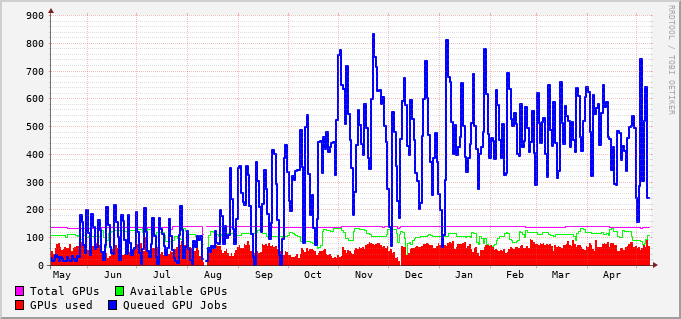 900
800
700
600
500
400
300
200
100
0
May Jun Jul Aug Sep Oct Nov Dec Jan Feb Mar Apr
Total GPUs Available GPUs
GPUs used Queued GPU Jobs
RRDTOOL / TOBI OETIKER